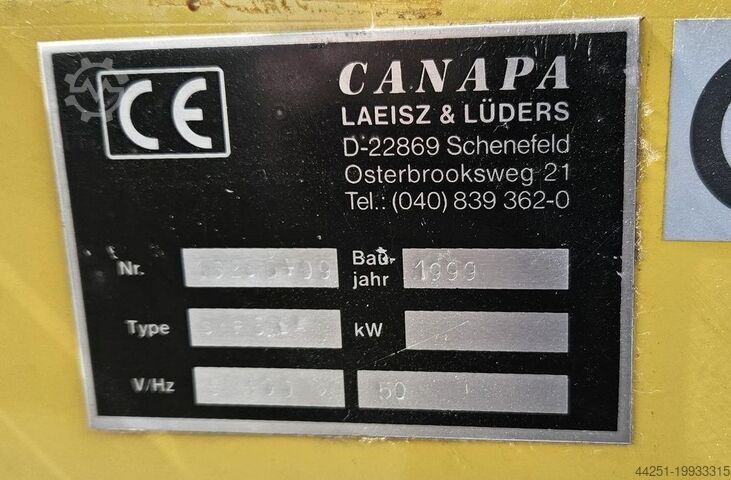 CE
CANAPA
LAEISZ & LÜDERS
D-22869 Schenefeld
Osterbrooksweg 21
Tel.: (040) 839 362-0
Nr.
Bau-
jahr 1999
Type
kW
V/Hz 50
44251-19933315